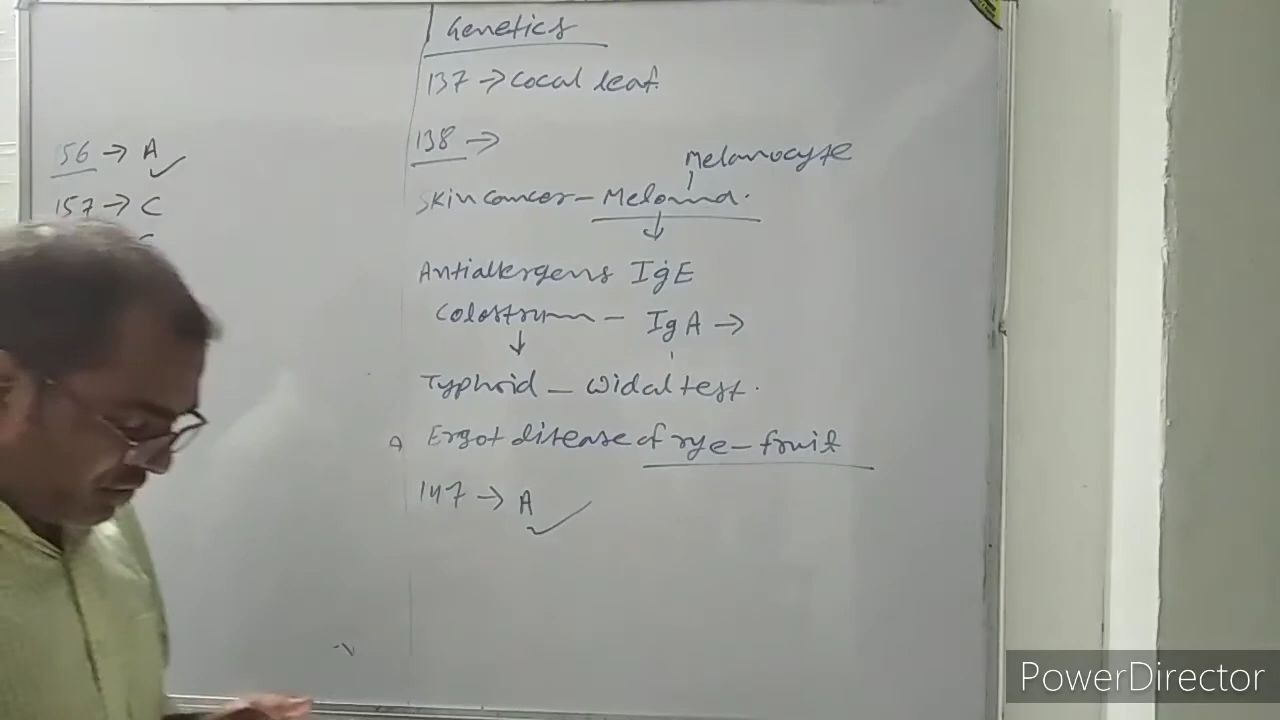 56 → A ✓
157 → C
Genetics
137 → Cocal leaf.
138 →
Melanocyte
Skin cancer - Meloma.
Antiallergens IgE
Colostrum - IgA →
Typhoid - Widal test.
Ergot disease of rye - fruit
147 → A ✓
PowerDirector